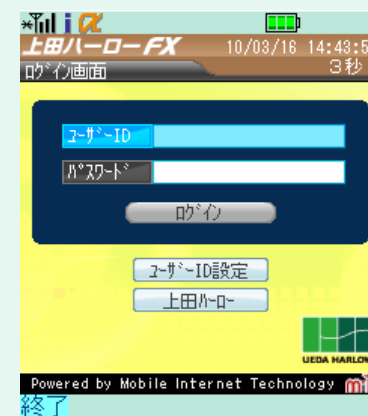 上田ハーローFX
10/03/16 14:43:5
ﾛｸﾞｲﾝ画面
3秒
ﾕｰｻﾞｰID
ﾊﾟｽﾜｰﾄﾞ
ﾛｸﾞｲﾝ
ﾕｰｻﾞｰID設定
上田ﾊｰﾛｰ
UEDA HARLOW
Powered by Mobile Internet Technology
終了